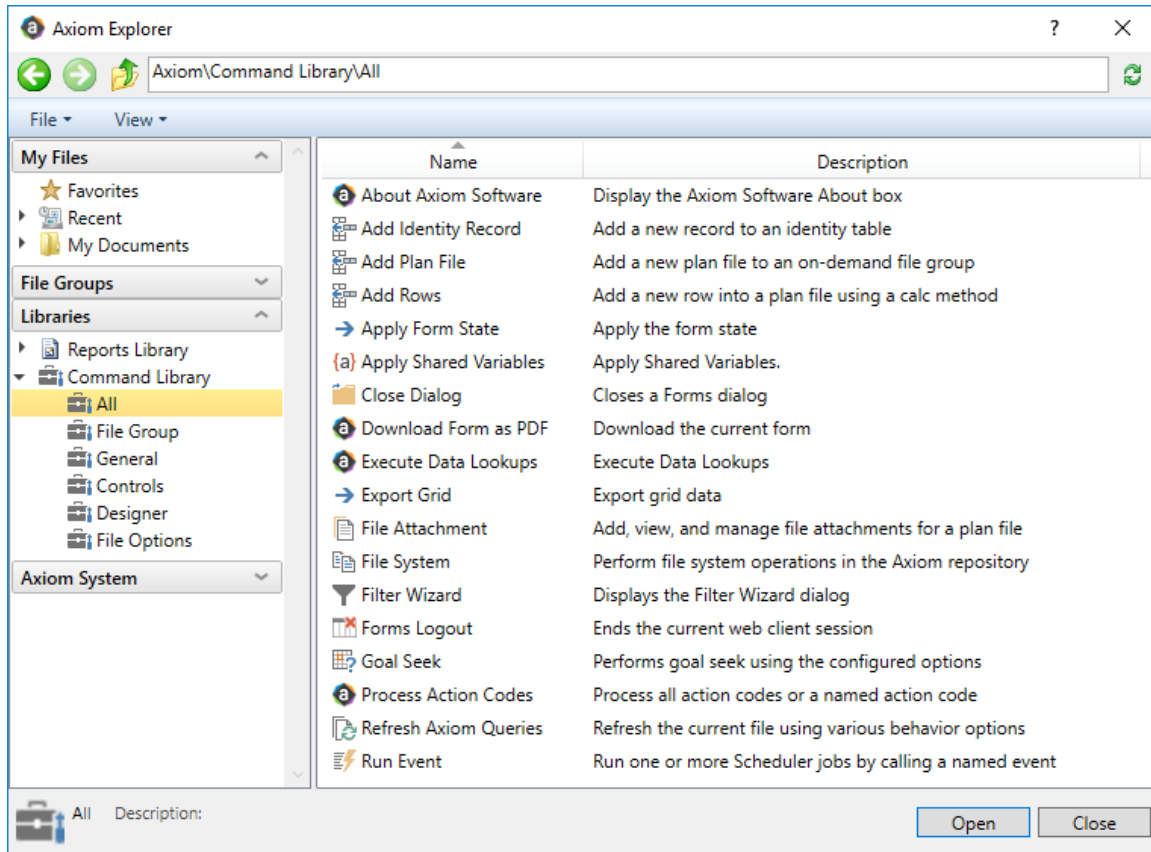 a Axiom Explorer ?
Axiom\Command Library\All
File View
My Files
Favorites
Recent
My Documents
File Groups
Libraries
Reports Library
Command Library
All
File Group
General
Controls
Designer
File Options
Axiom System
Name Description
a About Axiom Software Display the Axiom Software About box
Add Identity Record Add a new record to an identity table
Add Plan File Add a new plan file to an on-demand file group
Add Rows Add a new row into a plan file using a calc method
Apply Form State Apply the form state
{a} Apply Shared Variables Apply Shared Variables.
Close Dialog Closes a Forms dialog
a Download Form as PDF Download the current form
a Execute Data Lookups Execute Data Lookups
Export Grid Export grid data
File Attachment Add, view, and manage file attachments for a plan file
File System Perform file system operations in the Axiom repository
Filter Wizard Displays the Filter Wizard dialog
Forms Logout Ends the current web client session
? Goal Seek Performs goal seek using the configured options
a Process Action Codes Process all action codes or a named action code
Refresh Axiom Queries Refresh the current file using various behavior options
Run Event Run one or more Scheduler jobs by calling a named event
All Description:
Open Close